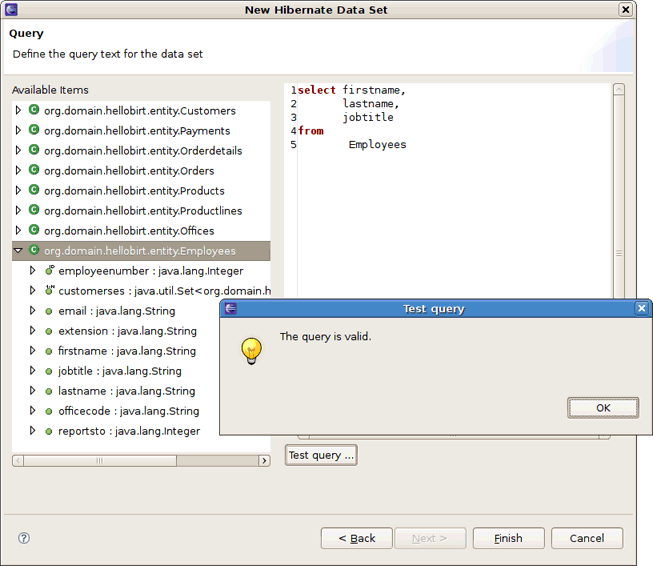 New Hibernate Data Set
Query
Define the query text for the data set
Available Items
org.domain.hellobirt.entity.Customers
org.domain.hellobirt.entity.Payments
org.domain.hellobirt.entity.Orderdetails
org.domain.hellobirt.entity.Orders
org.domain.hellobirt.entity.Products
org.domain.hellobirt.entity.Productlines
org.domain.hellobirt.entity.Offices
org.domain.hellobirt.entity.Employees
employeenumber : java.lang.Integer
customerses : java.util.Set<org.domain.h
email : java.lang.String
extension : java.lang.String
firstname : java.lang.String
jobtitle : java.lang.String
lastname : java.lang.String
officecode : java.lang.String
reportsto : java.lang.Integer
1select firstname,
2 lastname,
3 jobtitle
4from
5 Employees
Test query
The query is valid.
OK
Test query ...
< Back
Next >
Finish
Cancel